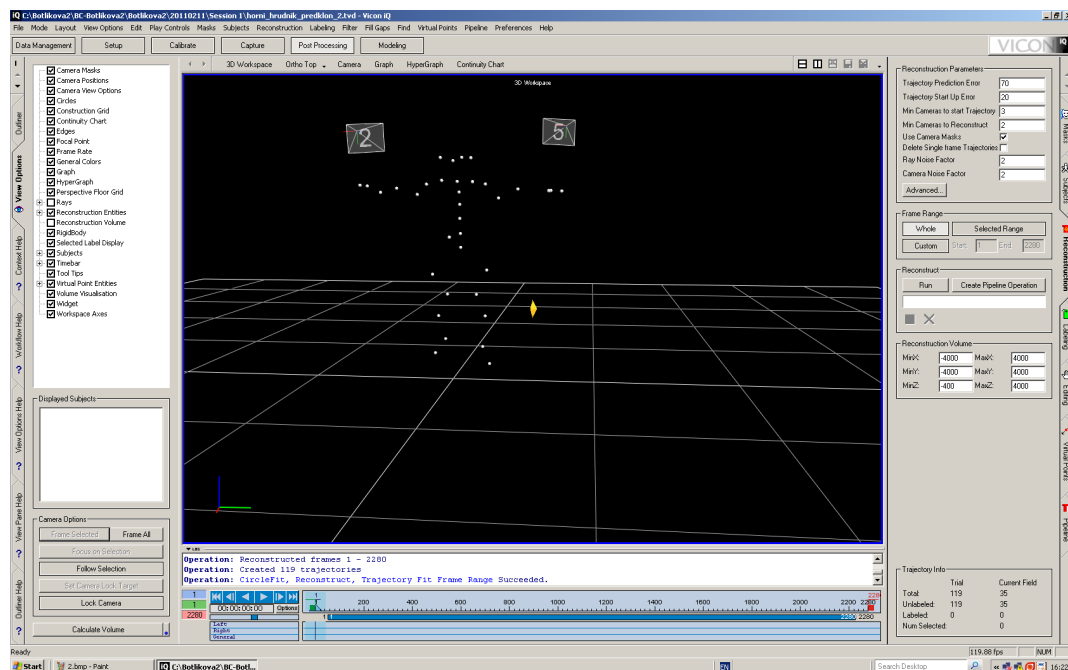 iQ C:\Botlikova2\BC-Botlikova2\Botlikova2\20110211\Session 1\horni_hrudnik_predklon_2.tvd - Vicon iQ
File Mode Layout View Options Edit Play Controls Masks Subjects Reconstruction Labeling Filter Fill Gaps Find Virtual Points Pipeline Preferences Help
Data Management Setup Calibrate Capture Post Processing Modeling
VICON iQ
3D Workspace Ortho Top Camera Graph HyperGraph Continuity Chart
Outliner
View Options
Context Help
?
Workflow Help
?
View Options Help
?
View Pane Help
?
Outliner Help
?
Camera Masks
Camera Positions
Camera View Options
Circles
Construction Grid
Continuity Chart
Edges
Focal Point
Frame Rate
General Colors
Graph
HyperGraph
Perspective Floor Grid
Rays
Reconstruction Entities
Reconstruction Volume
RigidBody
Selected Label Display
Subjects
Timebar
Tool Tips
Virtual Point Entities
Volume Visualisation
Widget
Workspace Axes
Displayed Subjects:
Camera Options
Frame Selected Frame All
Focus on Selection
Follow Selection
Set Camera Lock Target
Lock Camera
Calculate Volume
3D Workspace
2 5
LOG
Operation: Reconstructed frames 1 - 2280
Operation: Created 119 trajectories
Operation: CircleFit, Reconstruct, Trajectory Fit Frame Range Succeeded.
1
1
2280
00:00:00:00 Options
Left
Right
General
1 200 400 600 800 1000 1200 1400 1600 1800 2000 2200 2280
1 2280 2280
Reconstruction Parameters
Trajectory Prediction Error 70
Trajectory Start Up Error 20
Min Cameras to start Trajectory 3
Min Cameras to Reconstruct 2
Use Camera Masks
Delete Single frame Trajectories
Ray Noise Factor 2
Camera Noise Factor 2
Advanced...
Frame Range
Whole Selected Range
Custom Start: 1 End: 2280
Reconstruct
Run Create Pipeline Operation
Reconstruction Volume
MinX: -4000 MaxX: 4000
MinY: -4000 MaxY: 4000
MinZ: -400 MaxZ: 4000
Trajectory Info
Trial Current Field
Total: 119 35
Unlabeled: 119 35
Labeled: 0 0
Num Selected: 0
Masks
Subjects
Reconstruction
Labeling
Editing
Virtual Points
Pipeline
Ready 119.88 fps NUM
Start 2.bmp - Paint iQ C:\Botlikova2\BC-Botl... EN Search Desktop 16:22